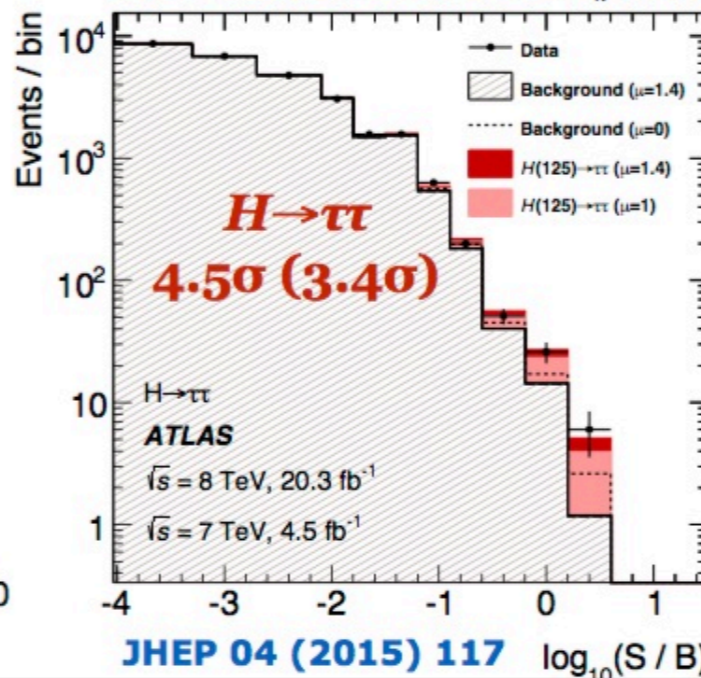 Events / bin
10⁴
10³
10²
10
1
Data
Background (μ=1.4)
Background (μ=0)
H(125)→ττ (μ=1.4)
H(125)→ττ (μ=1)
H→ττ
4.5σ (3.4σ)
H→ττ
ATLAS
√s = 8 TeV, 20.3 fb⁻¹
√s = 7 TeV, 4.5 fb⁻¹
0
-4 -3 -2 -1 0 1
JHEP 04 (2015) 117
log₁₀(S / B)